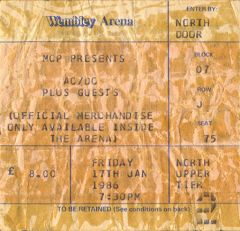 Wembley Arena
ENTER BY:
NORTH
DOOR
MCP PRESENTS
BLOCK
07
AC/DC
PLUS GUESTS
ROW
J
(OFFICIAL MERCHANDISE
ONLY AVAILABLE INSIDE
THE ARENA)
SEAT
75
£ 8.00
FRIDAY
17TH JAN
1986
7:30PM
NORTH
UPPER
TIER
TO BE RETAINED (See conditions on back)